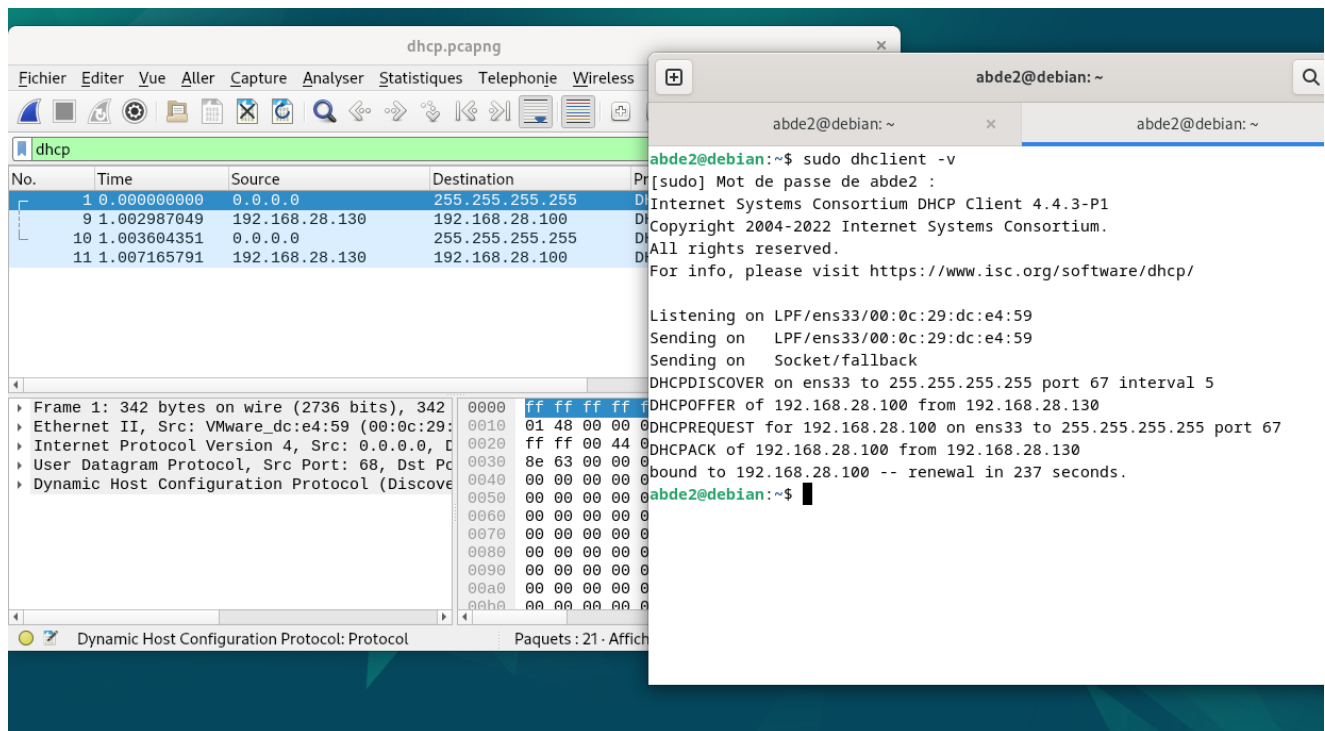 dhcp.pcapng
Fichier Editer Vue Aller Capture Analyser Statistiques Telephonie Wireless
dhcp
No. Time Source Destination
1 0.000000000 0.0.0.0 255.255.255.255
9 1.002987049 192.168.28.130 192.168.28.100
10 1.003604351 0.0.0.0 255.255.255.255
11 1.007165791 192.168.28.130 192.168.28.100
Frame 1: 342 bytes on wire (2736 bits), 342
Ethernet II, Src: VMware_dc:e4:59 (00:0c:29:
Internet Protocol Version 4, Src: 0.0.0.0,
User Datagram Protocol, Src Port: 68, Dst
Dynamic Host Configuration Protocol
0000 ff ff ff ff
0010 01 48 00 00
0020 ff ff 00 44
0030 8e 63 00 00
0040 00 00 00 00
0050 00 00 00 00
0060 00 00 00 00
0070 00 00 00 00
0080 00 00 00 00
0090 00 00 00 00
00a0 00 00 00 00
00b0 00 00 00 00
Dynamic Host Configuration Protocol: Protocol
Paquets : 21 ·
abde2@debian: ~
abde2@debian: ~
abde2@debian: ~
abde2@debian:~$ sudo dhclient -v
[sudo] Mot de passe de abde2 :
Internet Systems Consortium DHCP Client 4.4.3-P1
Copyright 2004-2022 Internet Systems Consortium.
All rights reserved.
For info, please visit https://www.isc.org/software/dhcp/
Listening on LPF/ens33/00:0c:29:dc:e4:59
Sending on LPF/ens33/00:0c:29:dc:e4:59
Sending on Socket/fallback
DHCPDISCOVER on ens33 to 255.255.255.255 port 67 interval 5
DHCPOFFER of 192.168.28.100 from 192.168.28.130
DHCPREQUEST for 192.168.28.100 on ens33 to 255.255.255.255 port 67
DHCPACK of 192.168.28.100 from 192.168.28.130
bound to 192.168.28.100 -- renewal in 237 seconds.
abde2@debian:~$